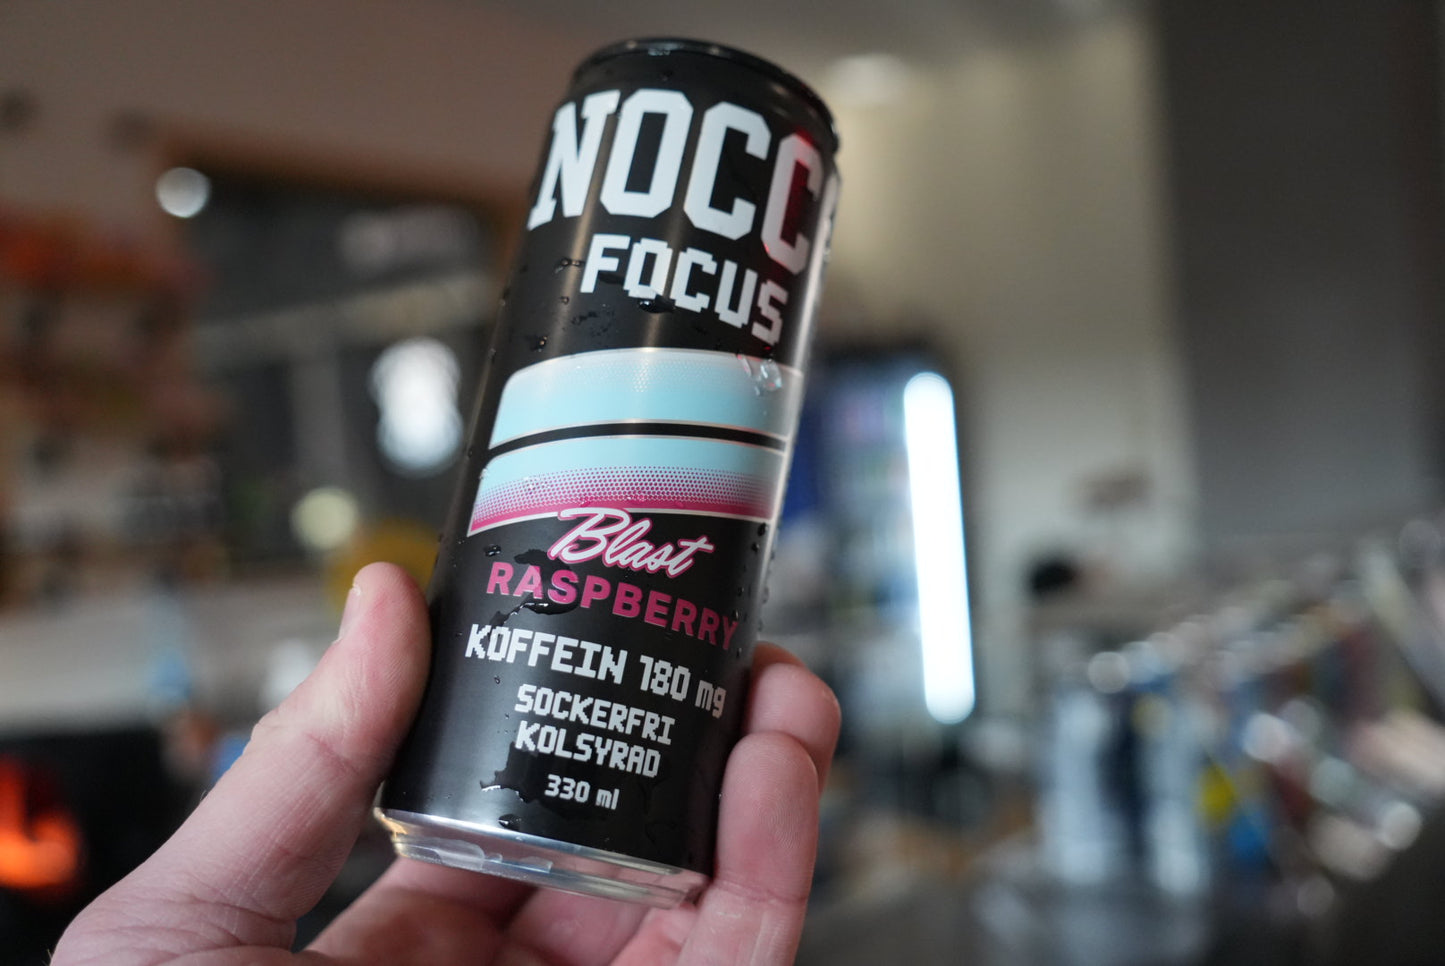 NOCC
FOCUS
Blast
RASPBERRY
KOFFEIN 180 mg
SOCKERFRI
KOLSYRAD
330 ml